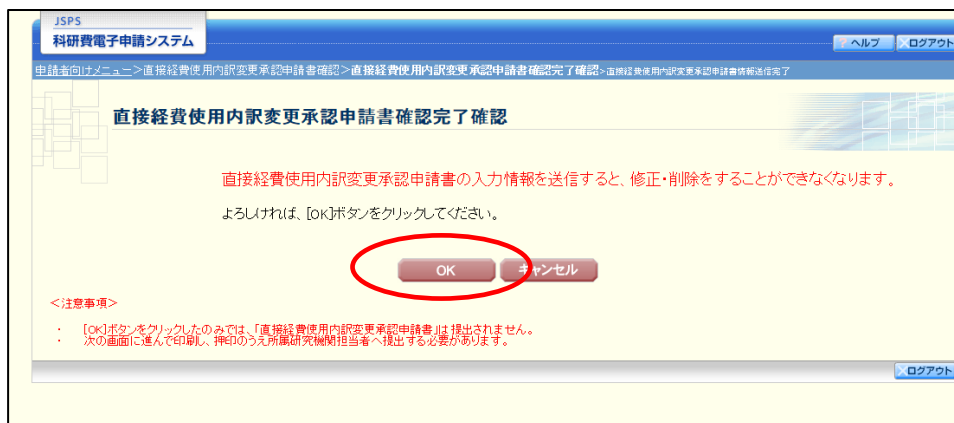 JSPS
科研費電子申請システム
? ヘルプ ×ログアウト
申請者向けメニュー>直接経費使用内訳変更承認申請書確認>直接経費使用内訳変更承認申請書確認完了確認>直接経費使用内訳変更承認申請書情報送信完了
直接経費使用内訳変更承認申請書確認完了確認
直接経費使用内訳変更承認申請書の入力情報を送信すると、修正・削除をすることができなくなります。
よろしければ、[OK]ボタンをクリックしてください。
OK キャンセル
<注意事項>
・ [OK]ボタンをクリックしたのみでは、「直接経費使用内訳変更承認申請書」は提出されません。
・ 次の画面に進んで印刷し、押印のうえ所属研究機関担当者へ提出する必要があります。
×ログアウト